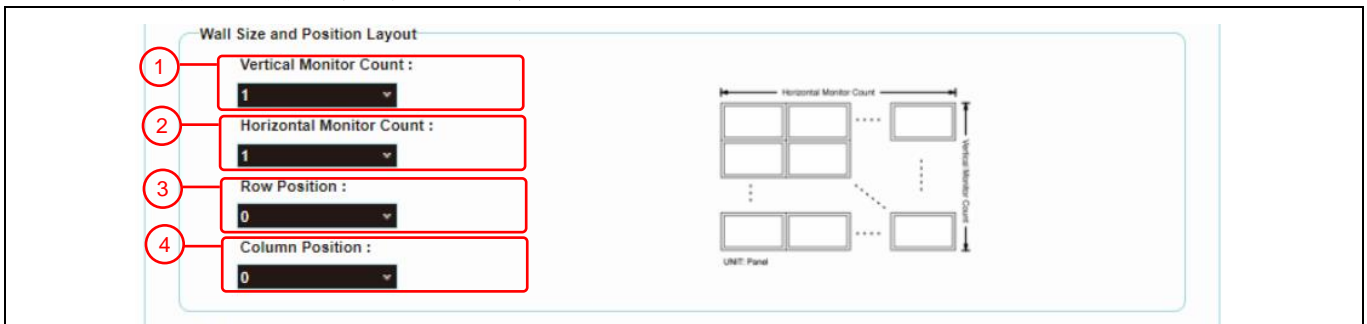 Wall Size and Position Layout
1
Vertical Monitor Count :
1
2
Horizontal Monitor Count :
1
3
Row Position :
0
4
Column Position :
0
Horizontal Monitor Count
Vertical Monitor Count
UNIT: Panel